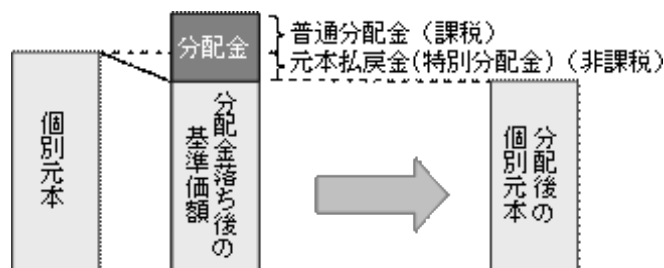 分配金
普通分配金（課税）
元本払戻金(特別分配金)（非課税）
個別元本
分配金落ち後の
基準価額
分配後の
個別元本